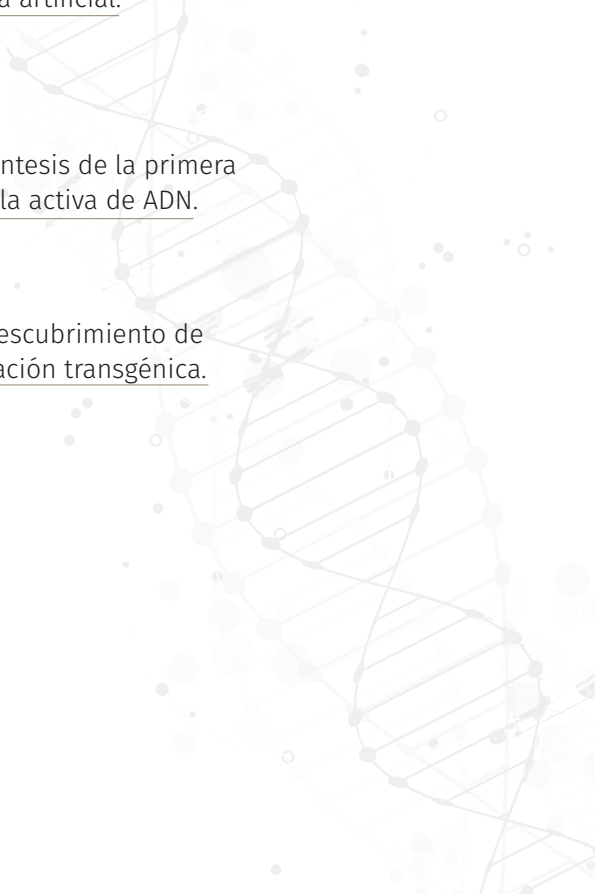 a artificial.
ntesis de la primera
la activa de ADN.
escubrimiento de
ación transgénica.